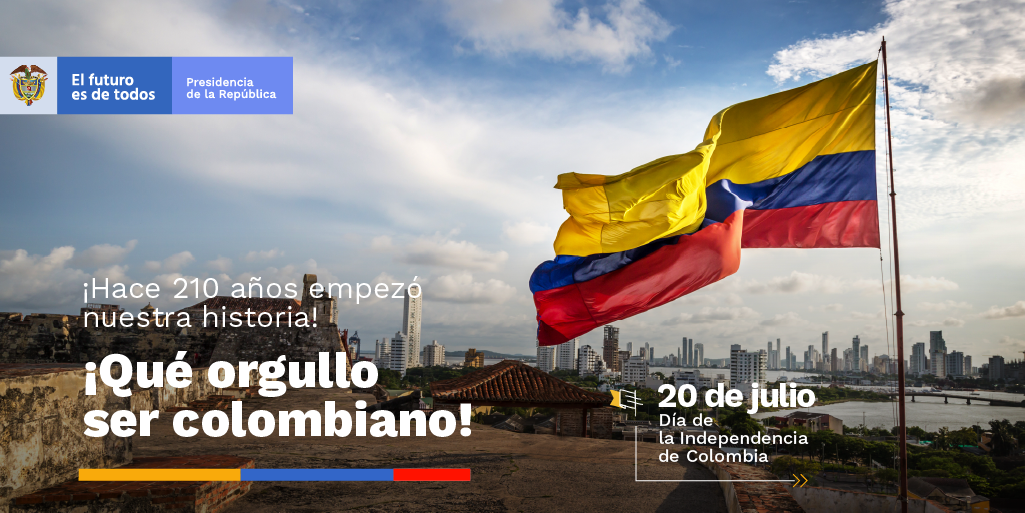 El futuro
es de todos
Presidencia
de la República
¡Hace 210 años empezó
nuestra historia!
¡Qué orgullo
ser colombiano!
20 de julio
Día de
la Independencia
de Colombia